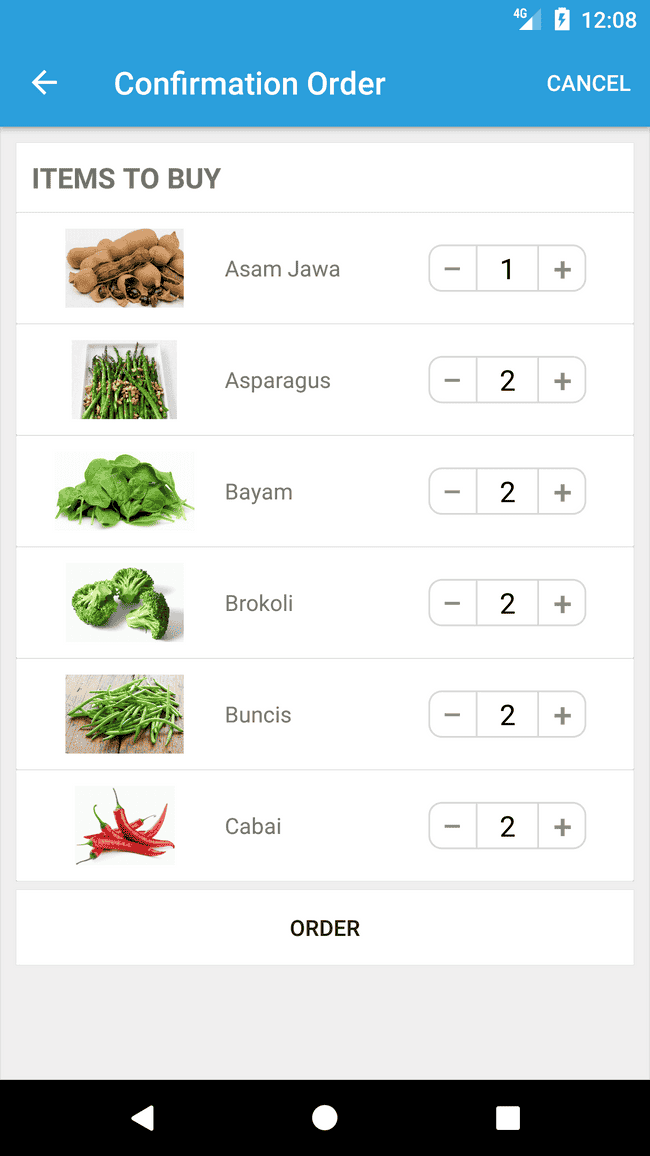 4G 12:08
Confirmation Order CANCEL
ITEMS TO BUY
Asam Jawa − 1 +
Asparagus − 2 +
Bayam − 2 +
Brokoli − 2 +
Buncis − 2 +
Cabai − 2 +
ORDER